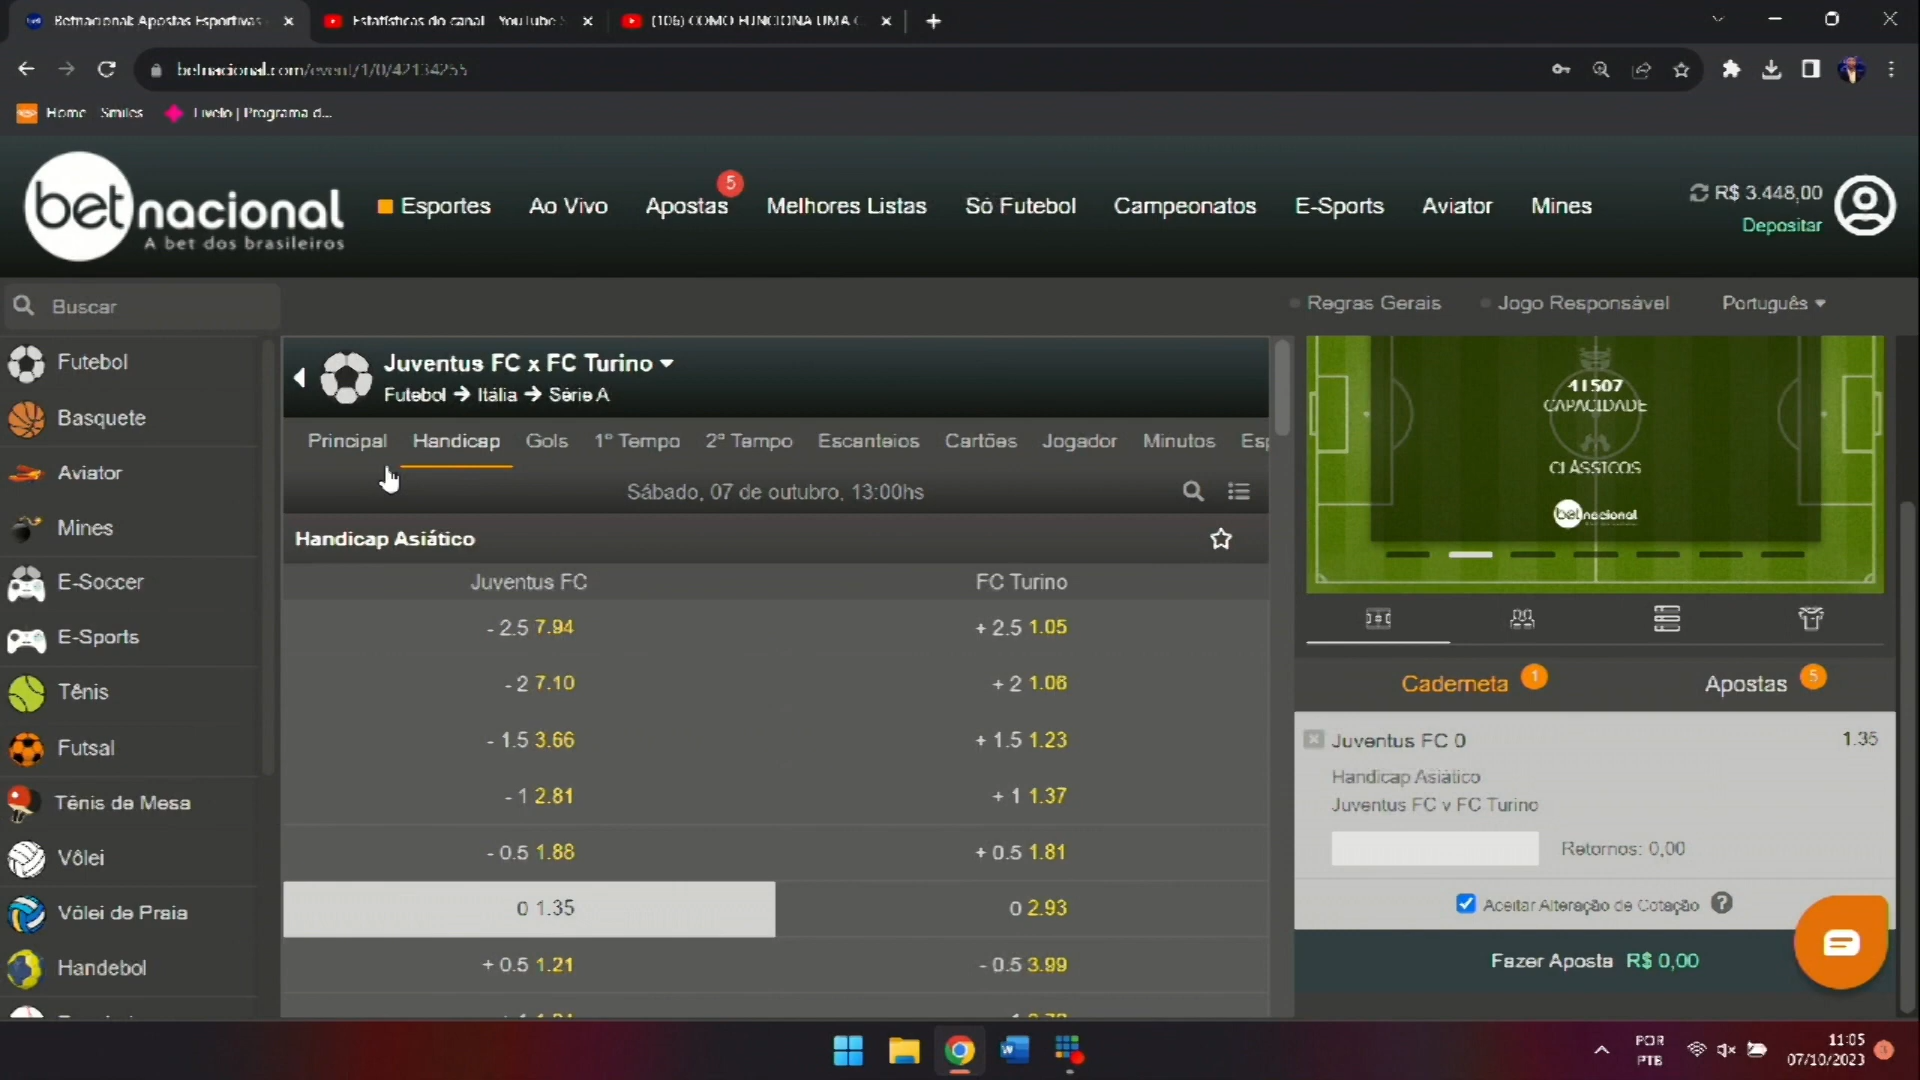 Betnacional: Apostas Esportivas
Estatísticas do canal - YouTube S
(106) COMO FUNCIONA UMA C
betnacional.com/event/1/0/42134255
Home - Smiles
Livelo | Programa d...
bet nacional
A bet dos brasileiros
Esportes
Ao Vivo
Apostas
5
Melhores Listas
Só Futebol
Campeonatos
E-Sports
Aviator
Mines
R$ 3.448,00
Depositar
Buscar
Regras Gerais
Jogo Responsável
Português
Futebol
Basquete
Aviator
Mines
E-Soccer
E-Sports
Tênis
Futsal
Tênis de Mesa
Vôlei
Vôlei de Praia
Handebol
Juventus FC x FC Turino
Futebol → Itália → Série A
Principal
Handicap
Gols
1º Tempo
2º Tempo
Escanteios
Cartões
Jogador
Minutos
Esp
Sábado, 07 de outubro, 13:00hs
Handicap Asiático
Juventus FC
FC Turino
- 2.5 7.94
+ 2.5 1.05
- 2 7.10
+ 2 1.06
- 1.5 3.66
+ 1.5 1.23
- 1 2.81
+ 1 1.37
- 0.5 1.88
+ 0.5 1.81
0 1.35
0 2.93
+ 0.5 1.21
- 0.5 3.99
41507
CAPACIDADE
CLÁSSICOS
bet nacional
Caderneta 1
Apostas 5
Juventus FC 0
1.35
Handicap Asiático
Juventus FC v FC Turino
Retornos: 0,00
Aceitar Alteração de Cotação
Fazer Aposta R$ 0,00
POR
PTB
11:05
07/10/2023